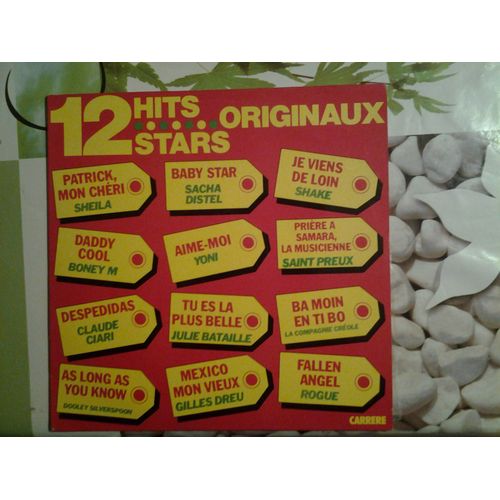 12 HITS ORIGINAUX
STARS
PATRICK,
MON CHÉRI
SHEILA
BABY STAR
SACHA
DISTEL
JE VIENS
DE LOIN
SHAKE
DADDY
COOL
BONEY M
AIME-MOI
YONI
PRIÈRE A
SAMARA,
LA MUSICIENNE
SAINT PREUX
DESPEDIDAS
CLAUDE
CIARI
TU ES LA
PLUS BELLE
JULIE BATAILLE
BA MOIN
EN TI BO
LA COMPAGNIE CRÉOLE
AS LONG AS
YOU KNOW
DOOLEY SILVERSPOON
MEXICO
MON VIEUX
GILLES DREU
FALLEN
ANGEL
ROGUE
CARRERE